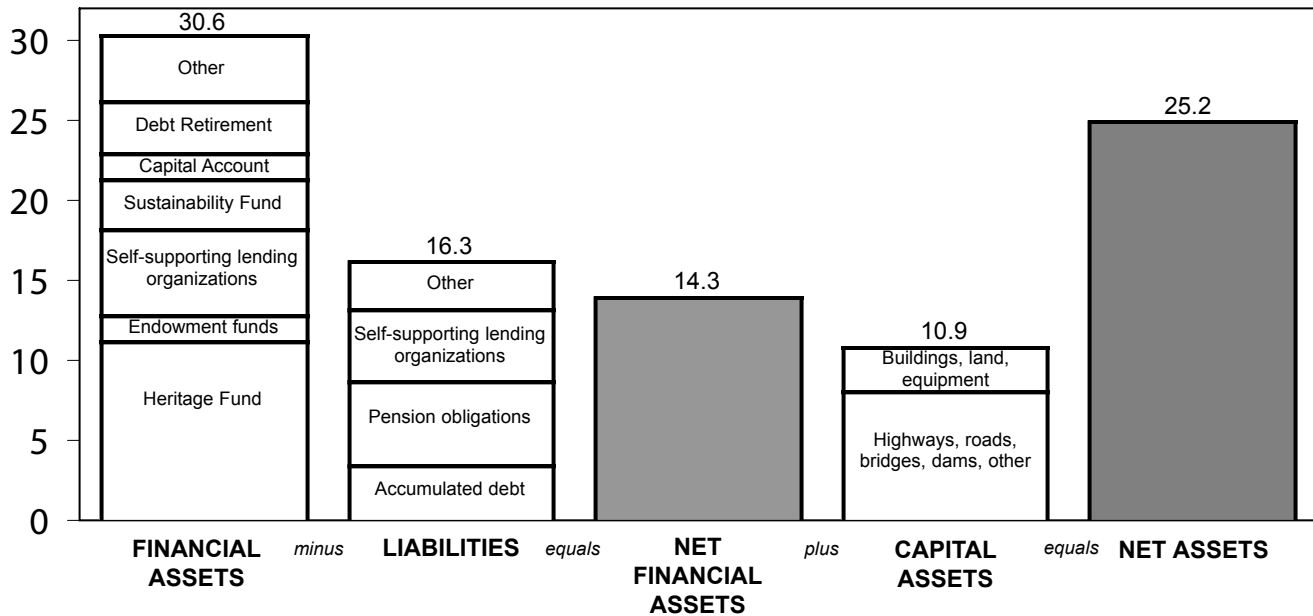 30.6
30
25
20
15
10
5
0
Other
Debt Retirement
Capital Account
Sustainability Fund
Self-supporting lending
organizations
Endowment funds
Heritage Fund
16.3
Other
Self-supporting lending
organizations
Pension obligations
Accumulated debt
14.3
10.9
Buildings, land,
equipment
Highways, roads,
bridges, dams, other
25.2
FINANCIAL
ASSETS
minus
LIABILITIES
equals
NET
FINANCIAL
ASSETS
plus
CAPITAL
ASSETS
equals
NET ASSETS